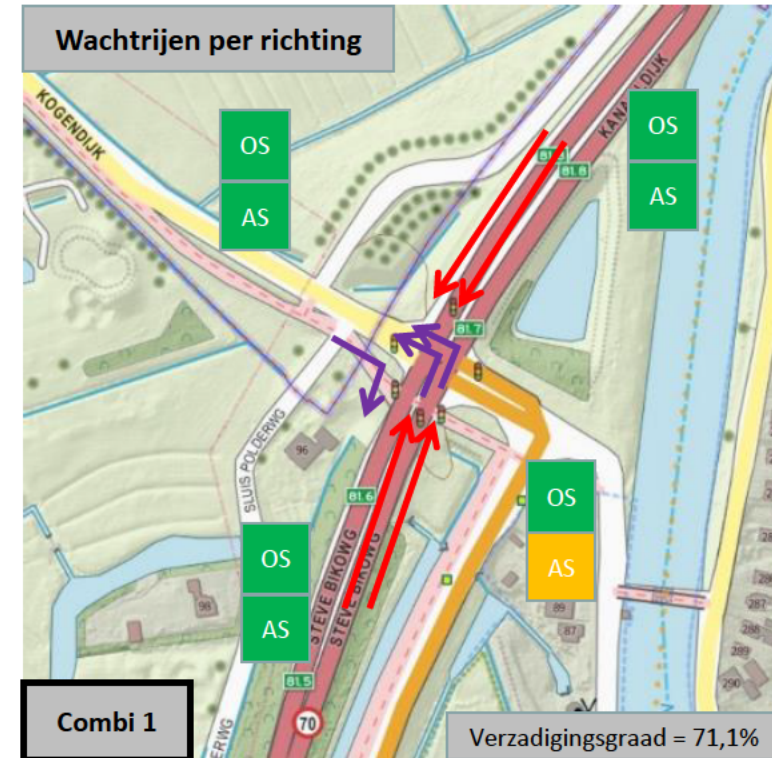 Wachtrijen per richting
KOGENDIJK
KANAALDIJK
OS
AS
OS
AS
81.8
81.7
SLUIS POLDERWG
96
81.6
STEVE BIKOWG
STEVE BIKOWG
OS
AS
OS
AS
98
89
87
287
288
289
290
81.5
70
Combi 1
Verzadigingsgraad = 71,1%